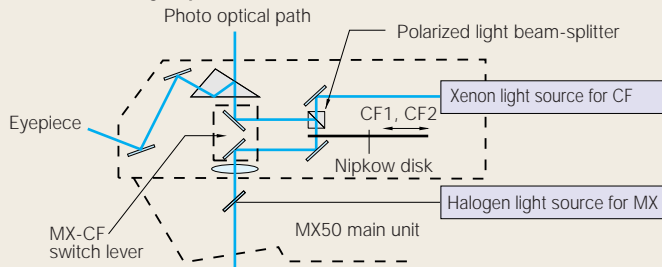 Photo optical path
Polarized light beam-splitter
Xenon light source for CF
CF1, CF2
Eyepiece
Nipkow disk
Halogen light source for MX
MX50 main unit
MX-CF
switch lever